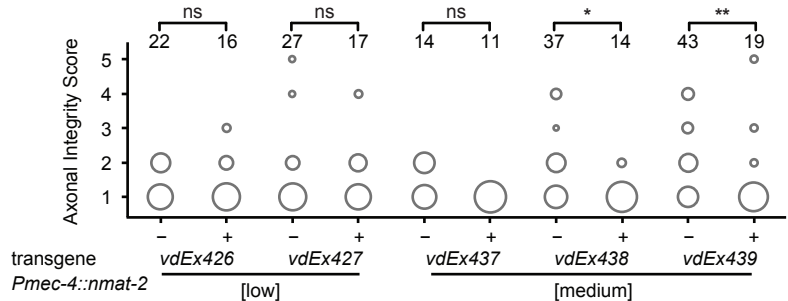 ns ns ns * **
22 16 27 17 14 11 37 14 43 19
Axonal Integrity Score
5
4
3
2
1
– + – + – + – + – +
transgene vdEx426 vdEx427 vdEx437 vdEx438 vdEx439
Pmec-4::nmat-2
[low] [medium]